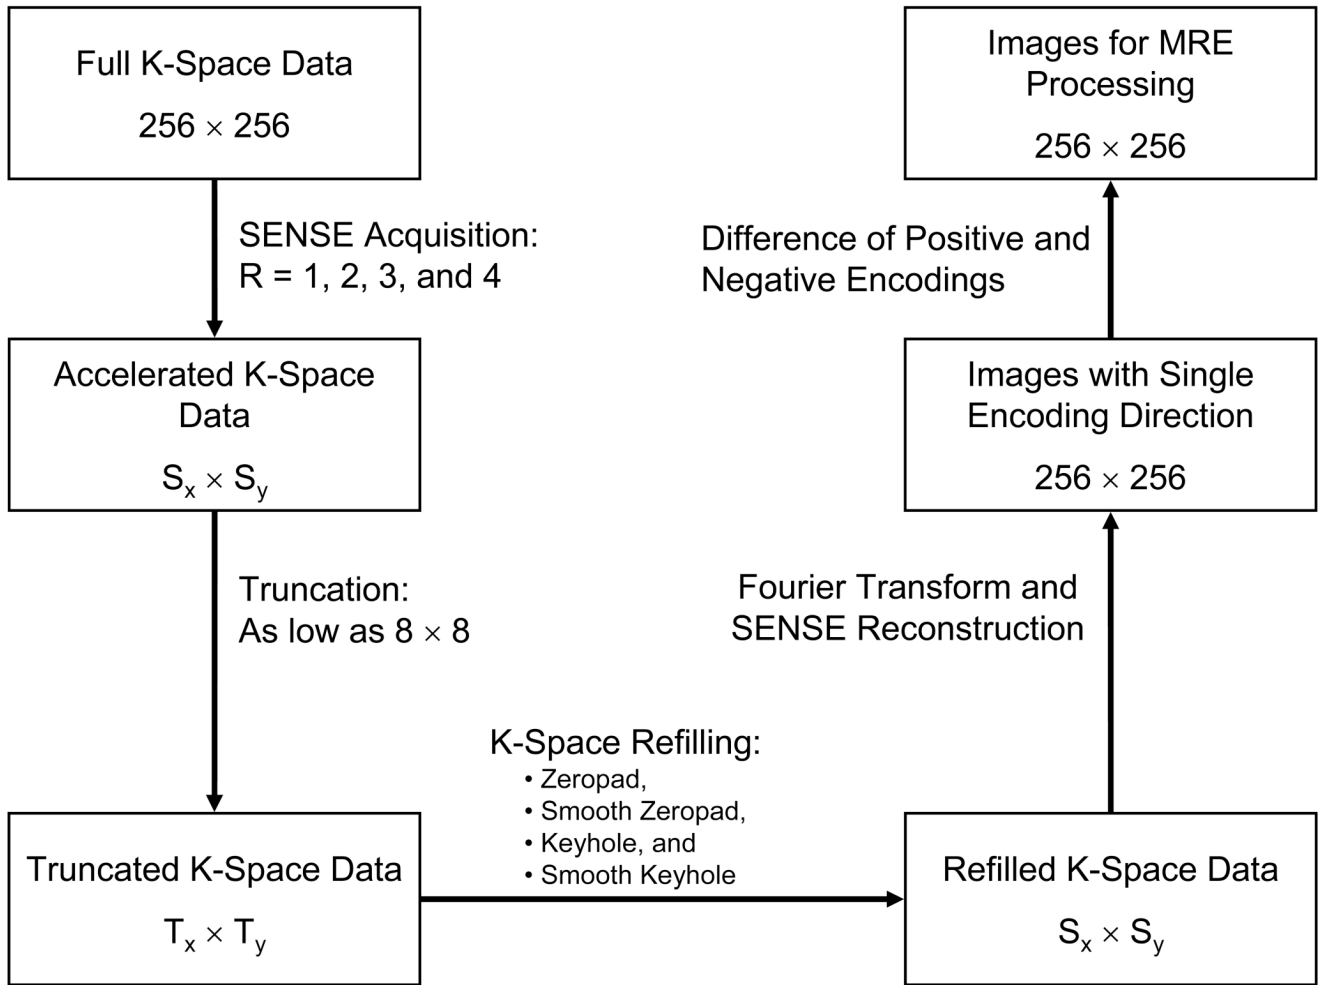 Full K-Space Data
256 × 256
SENSE Acquisition:
R = 1, 2, 3, and 4
Accelerated K-Space
Data
Sx × Sy
Truncation:
As low as 8 × 8
Truncated K-Space Data
Tx × Ty
K-Space Refilling:
• Zeropad,
• Smooth Zeropad,
• Keyhole, and
• Smooth Keyhole
Refilled K-Space Data
Sx × Sy
Fourier Transform and
SENSE Reconstruction
Images with Single
Encoding Direction
256 × 256
Difference of Positive and
Negative Encodings
Images for MRE
Processing
256 × 256